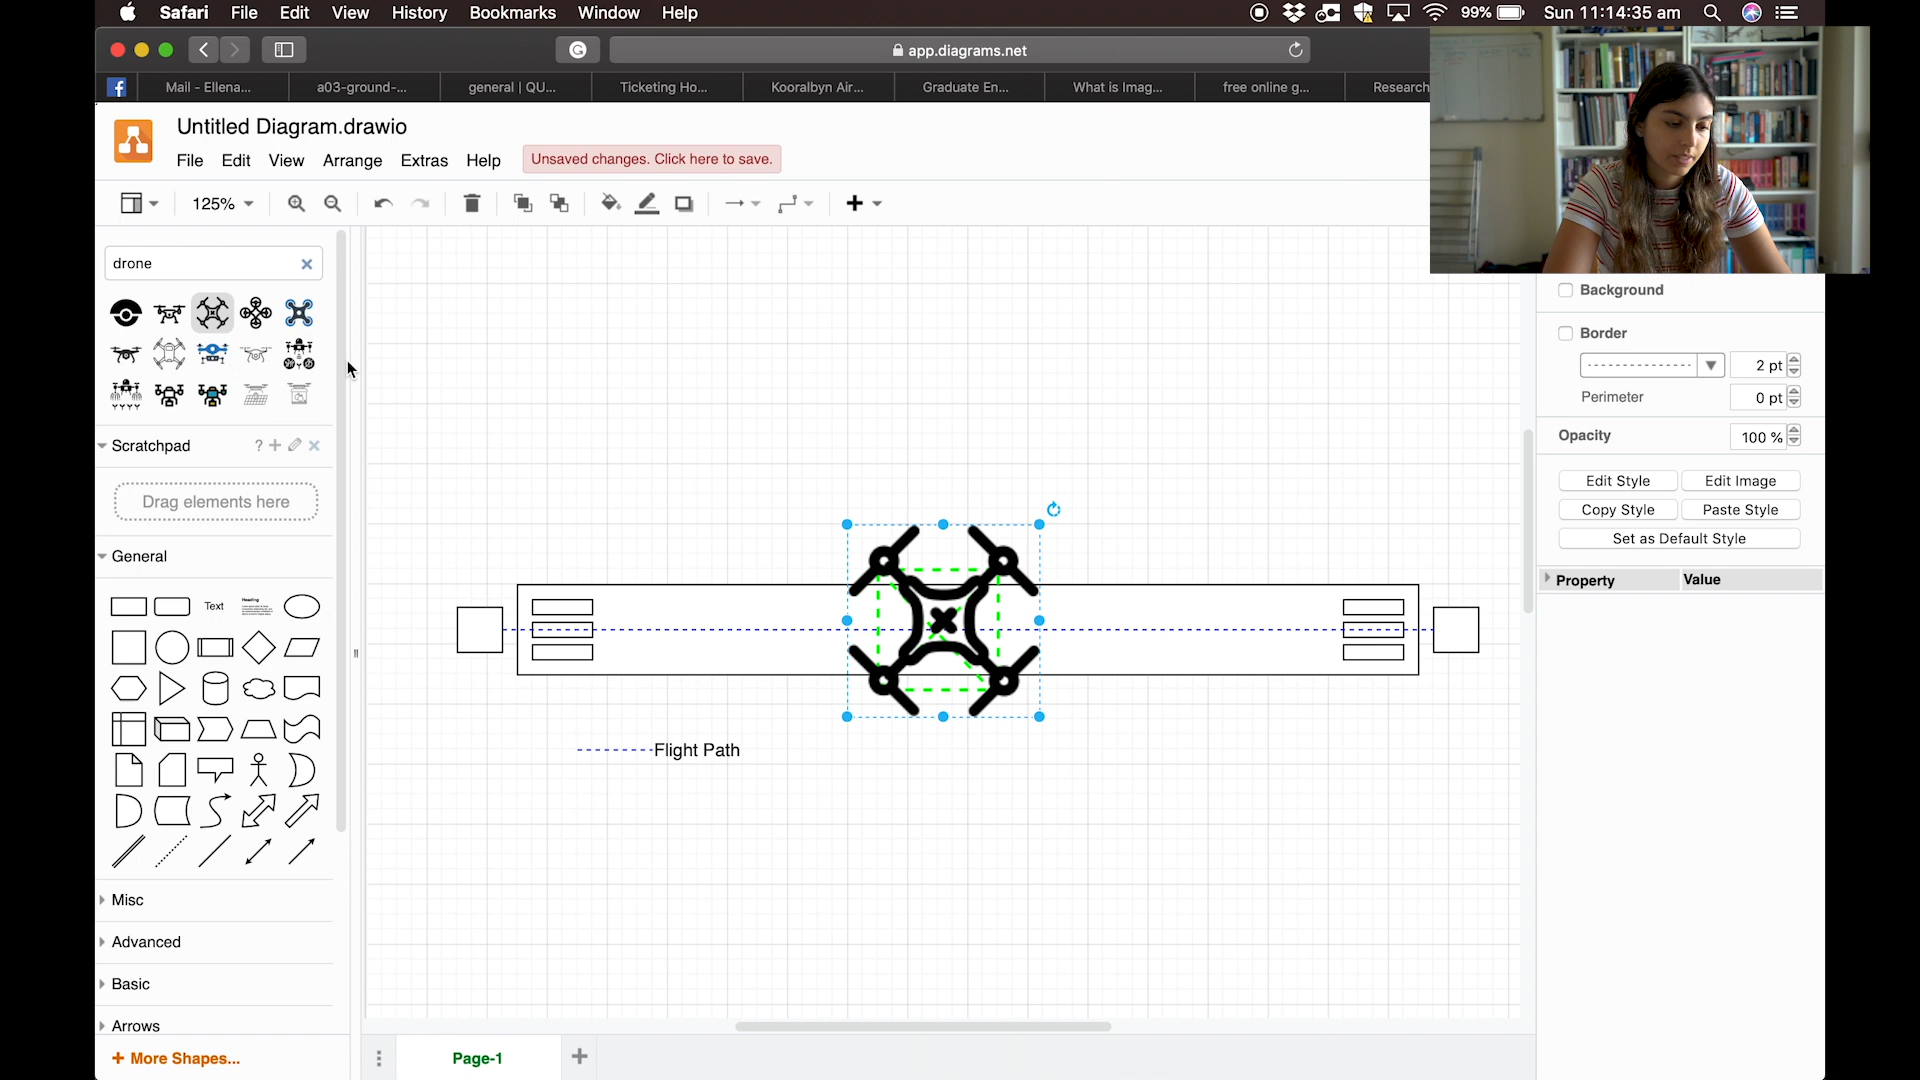 Safari File Edit View History Bookmarks Window Help 99% Sun 11:14:35 am
app.diagrams.net
Mail - Ellena... a03-ground-... general | QU... Ticketing Ho... Kooralbyn Air... Graduate En... What is Imag... free online g... Research
Untitled Diagram.drawio
File Edit View Arrange Extras Help Unsaved changes. Click here to save.
125%
drone
Background
Border
2 pt
Perimeter 0 pt
Opacity 100 %
Scratchpad ?
Edit Style Edit Image
Drag elements here
Copy Style Paste Style
Set as Default Style
General
Property Value
Text Heading
Flight Path
Misc
Advanced
Basic
Arrows
+ More Shapes...
Page-1